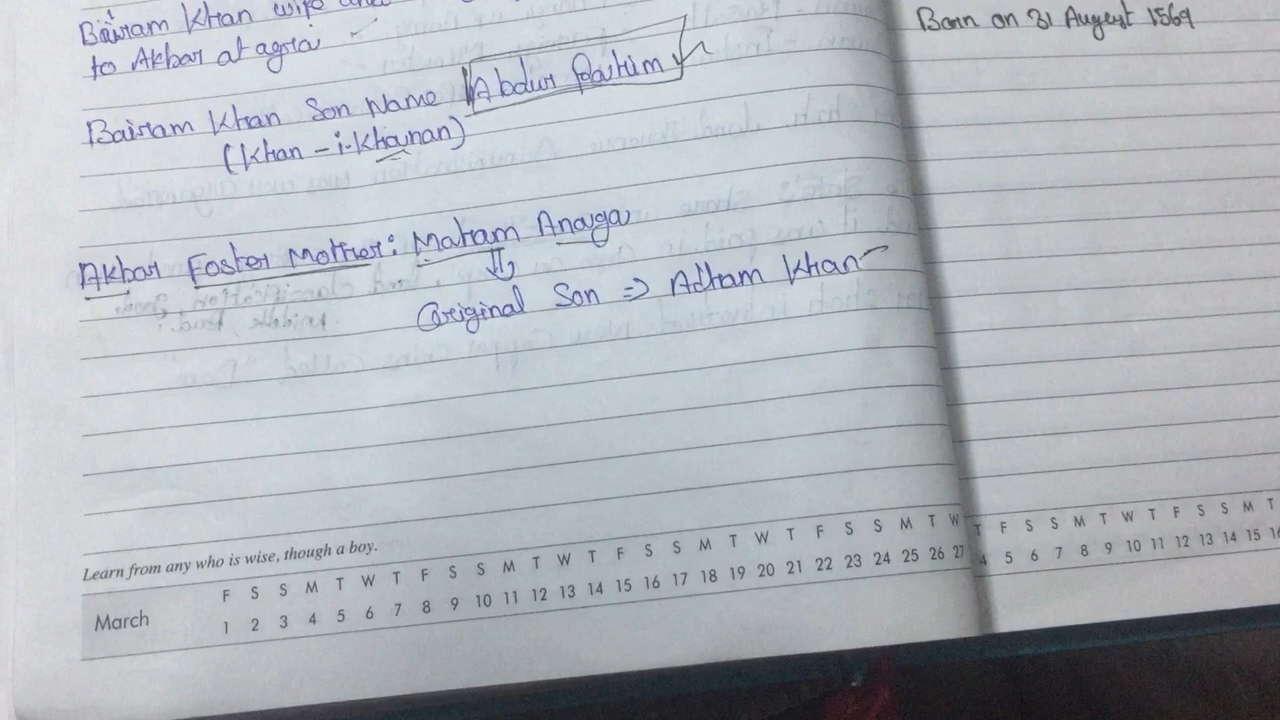 Bairam Khan wife and
to Akbar at agra
Bairam Khan Son Name Abdur Rahim
(Khan-i-Khanan)
Akbar Foster Mother: Maham Anaga
Original Son => Adham Khan
Learn from any who is wise, though a boy.
F S S M T W T F S S M T W T F S S M T W T F S S M T W
March 1 2 3 4 5 6 7 8 9 10 11 12 13 14 15 16 17 18 19 20 21 22 23 24 25 26 27
Born on 31 August 1569
T F S S M T W T F S S M T
4 5 6 7 8 9 10 11 12 13 14 15